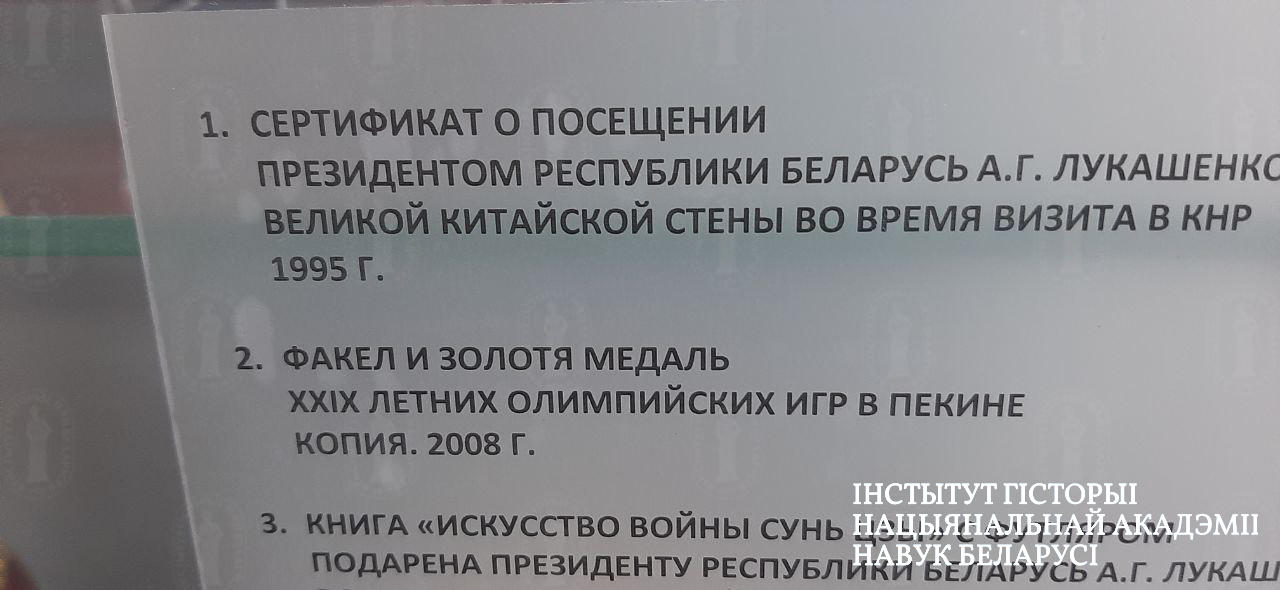 1. СЕРТИФИКАТ О ПОСЕЩЕНИИ
ПРЕЗИДЕНТОМ РЕСПУБЛИКИ БЕЛАРУСЬ А.Г. ЛУКАШЕНКО
ВЕЛИКОЙ КИТАЙСКОЙ СТЕНЫ ВО ВРЕМЯ ВИЗИТА В КНР
1995 Г.
2. ФАКЕЛ И ЗОЛОТЯ МЕДАЛЬ
XXIX ЛЕТНИХ ОЛИМПИЙСКИХ ИГР В ПЕКИНЕ
КОПИЯ. 2008 Г.
3. КНИГА «ИСКУССТВО ВОЙНЫ СУНЬ ЦЗЫ» С ФУТЛЯРОМ
ПОДАРЕНА ПРЕЗИДЕНТУ РЕСПУБЛИКИ БЕЛАРУСЬ А.Г. ЛУКАШ
ІНСТЫТУТ ГІСТОРЫІ
НАЦЫЯНАЛЬНАЙ АКАДЭМІІ
НАВУК БЕЛАРУСІ